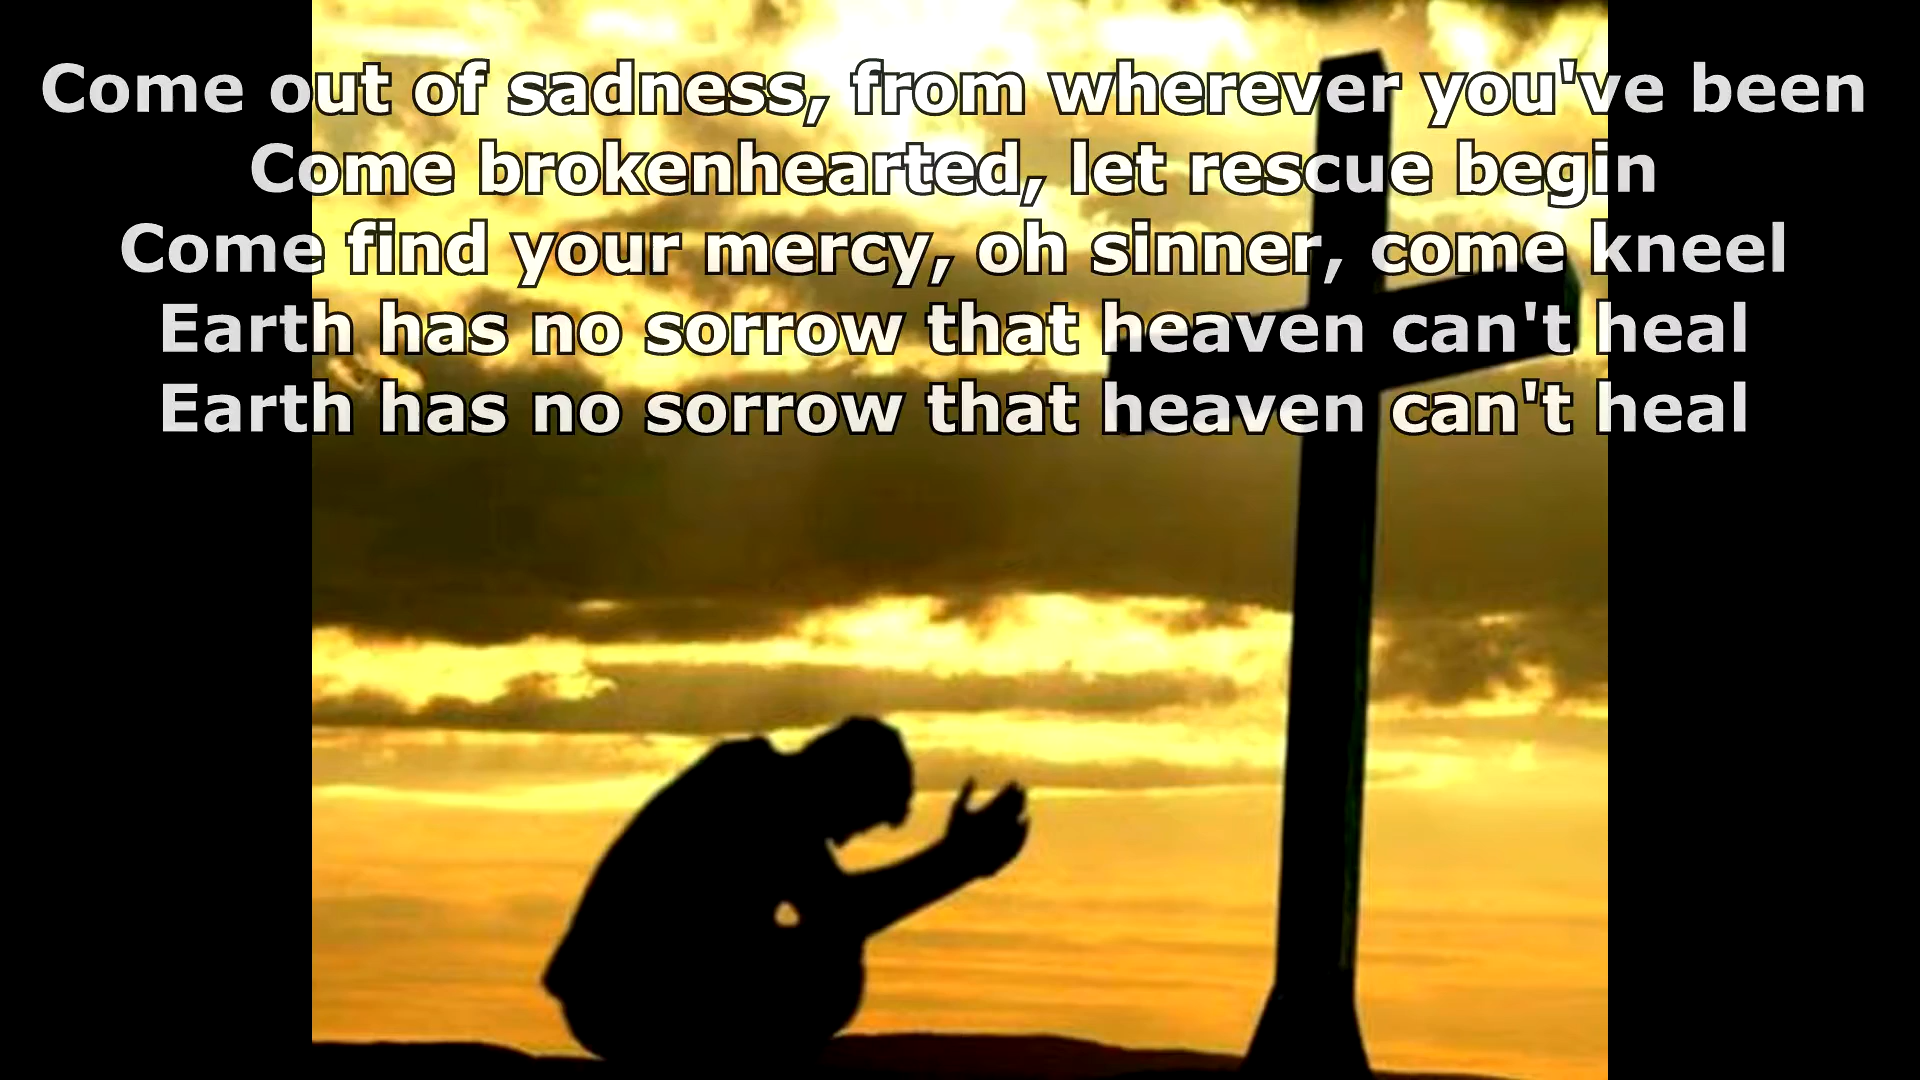 Come out of sadness, from wherever you've been
Come brokenhearted, let rescue begin
Come find your mercy, oh sinner, come kneel
Earth has no sorrow that heaven can't heal
Earth has no sorrow that heaven can't heal